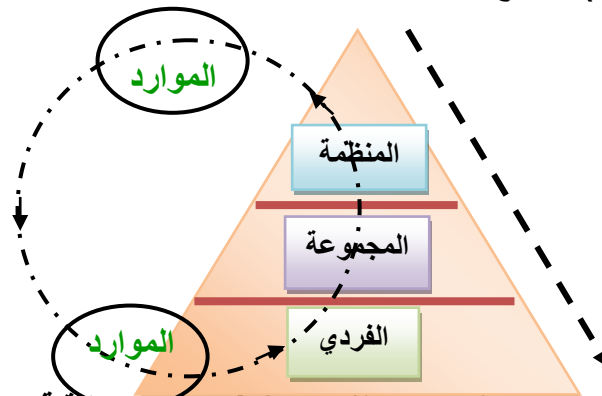 الموارد
المنظمة
المجموعة
الفردي
الموارد